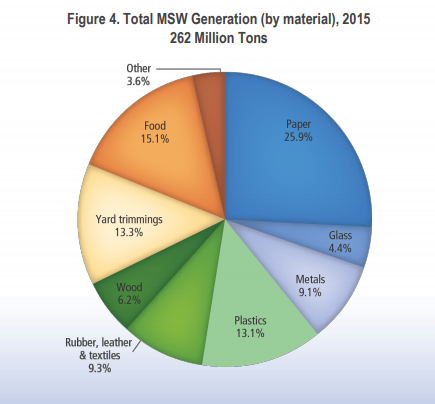 Figure 4. Total MSW Generation (by material), 2015
262 Million Tons
Other
3.6%
Paper
25.9%
Food
15.1%
Yard trimmings
13.3%
Glass
4.4%
Metals
9.1%
Wood
6.2%
Plastics
13.1%
Rubber, leather
& textiles
9.3%